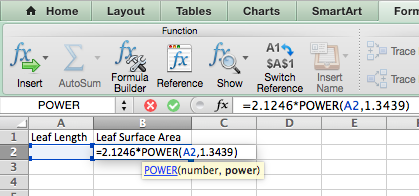 Home Layout Tables Charts SmartArt For
Function
Insert AutoSum Formula Builder Reference Show Switch Reference Insert Name Trace
A1 $A$1 Trace
POWER fx =2.1246*POWER(A2,1.3439)
A B C D E F
1 Leaf Length Leaf Surface Area
2 =2.1246*POWER(A2,1.3439)
3 POWER(number, power)